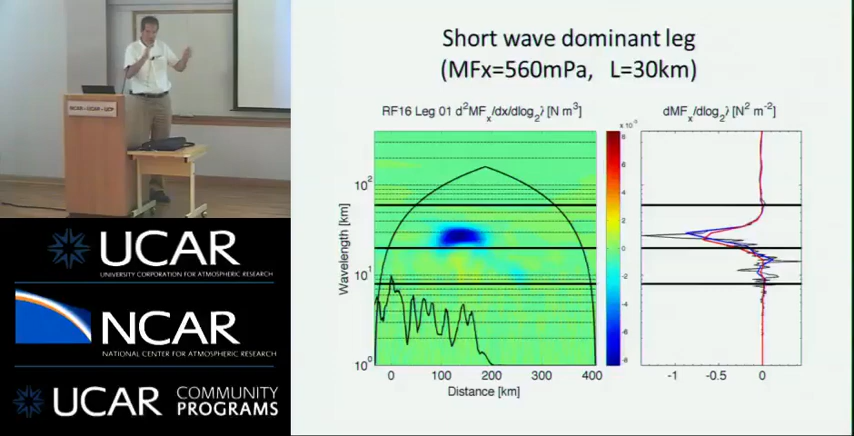 NCAR - UCAR - UCP
UCAR
UNIVERSITY CORPORATION FOR ATMOSPHERIC RESEARCH
NCAR
NATIONAL CENTER FOR ATMOSPHERIC RESEARCH
UCAR COMMUNITY PROGRAMS
Short wave dominant leg
(MFx=560mPa, L=30km)
RF16 Leg 01 d²MFₓ/dx/dlog₂λ [N m³]
dMFₓ/dlog₂λ [N² m⁻²]
Wavelength [km]
10²
10¹
10⁰
0 100 200 300 400
Distance [km]
8
6
4
2
0
-2
-4
-6
-8
-1 -0.5 0